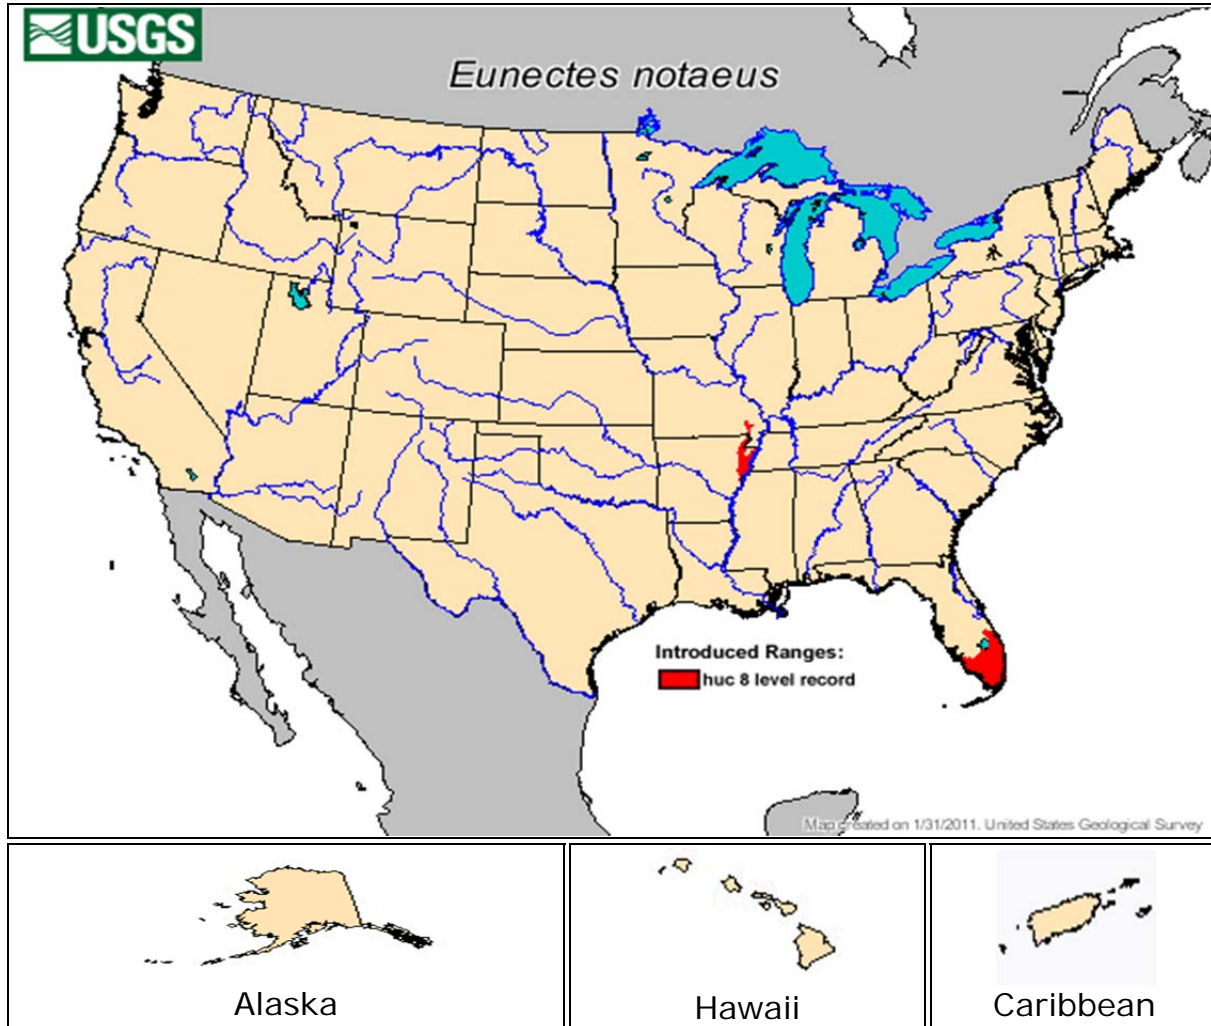 USGS
Eunectes notaeus
Introduced Ranges:
huc 8 level record
Map created on 1/31/2011. United States Geological Survey
Alaska
Hawaii
Caribbean